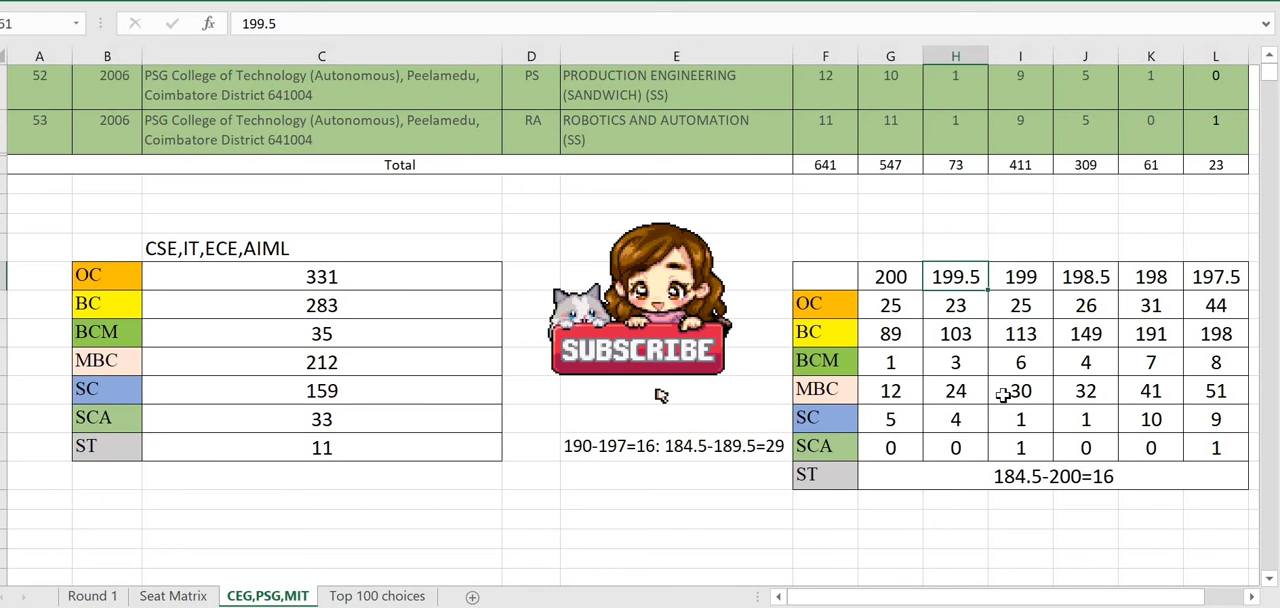 51 199.5
A B C D E F G H I J K L
52 2006 PSG College of Technology (Autonomous), Peelamedu, PS PRODUCTION ENGINEERING 12 10 1 9 5 1 0
Coimbatore District 641004 (SANDWICH) (SS)
53 2006 PSG College of Technology (Autonomous), Peelamedu, RA ROBOTICS AND AUTOMATION 11 11 1 9 5 0 1
Coimbatore District 641004 (SS)
Total 641 547 73 411 309 61 23
CSE,IT,ECE,AIML
OC 331 200 199.5 199 198.5 198 197.5
BC 283 OC 25 23 25 26 31 44
BCM 35 SUBSCRIBE BC 89 103 113 149 191 198
MBC 212 BCM 1 3 6 4 7 8
SC 159 MBC 12 24 30 32 41 51
SCA 33 SC 5 4 1 1 10 9
ST 11 190-197=16: 184.5-189.5=29 SCA 0 0 1 0 0 1
ST 184.5-200=16
Round 1 Seat Matrix CEG,PSG,MIT Top 100 choices